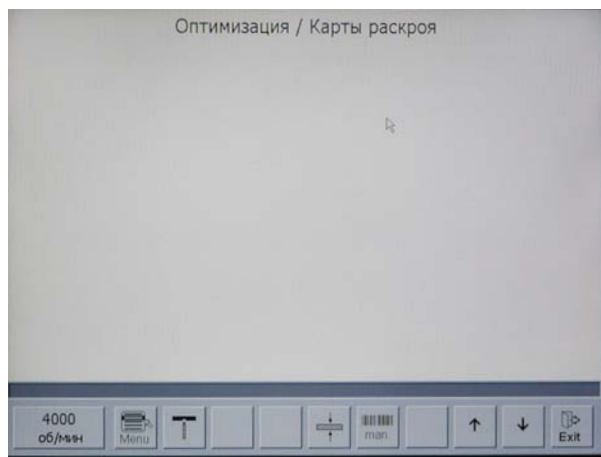 Оптимизация / Карты раскроя
4000
об/мин
Menu
man.
Exit